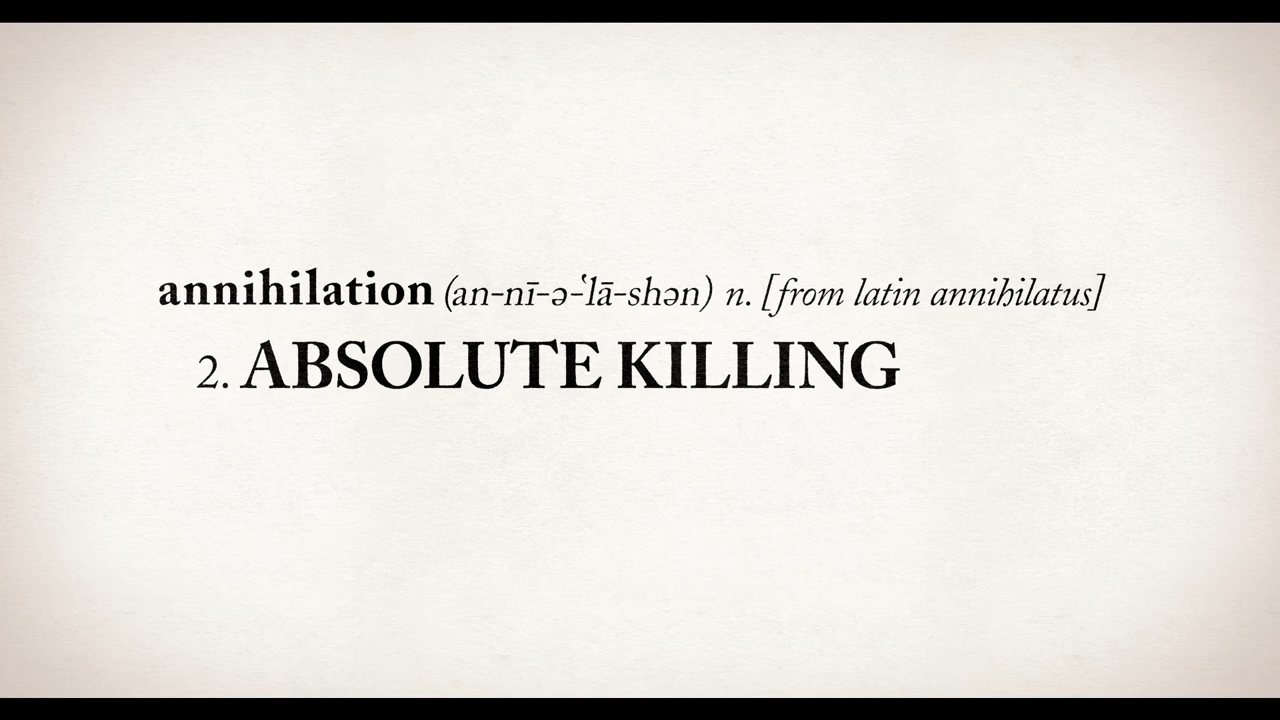 annihilation (an-nī-ə-ˈlā-shən) n. [from latin annihilatus]
2. ABSOLUTE KILLING